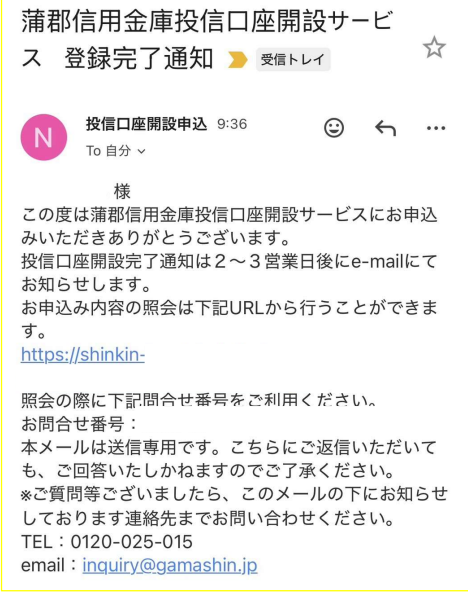 蒲郡信用金庫投信口座開設サービ
ス 登録完了通知 受信トレイ
N
投信口座開設申込 9:36
To 自分
様
この度は蒲郡信用金庫投信口座開設サービスにお申込
みいただきありがとうございます。
投信口座開設完了通知は２～３営業日後にe-mailにて
お知らせします。
お申込み内容の照会は下記URLから行うことができま
す。
https://shinkin-
照会の際に下記問合せ番号をご利用ください。
お問合せ番号：
本メールは送信専用です。こちらにご返信いただいて
も、ご回答いたしかねますのでご了承ください。
※ご質問等ございましたら、このメールの下にお知らせ
しております連絡先までお問い合わせください。
TEL：0120-025-015
email：inquiry@gamashin.jp